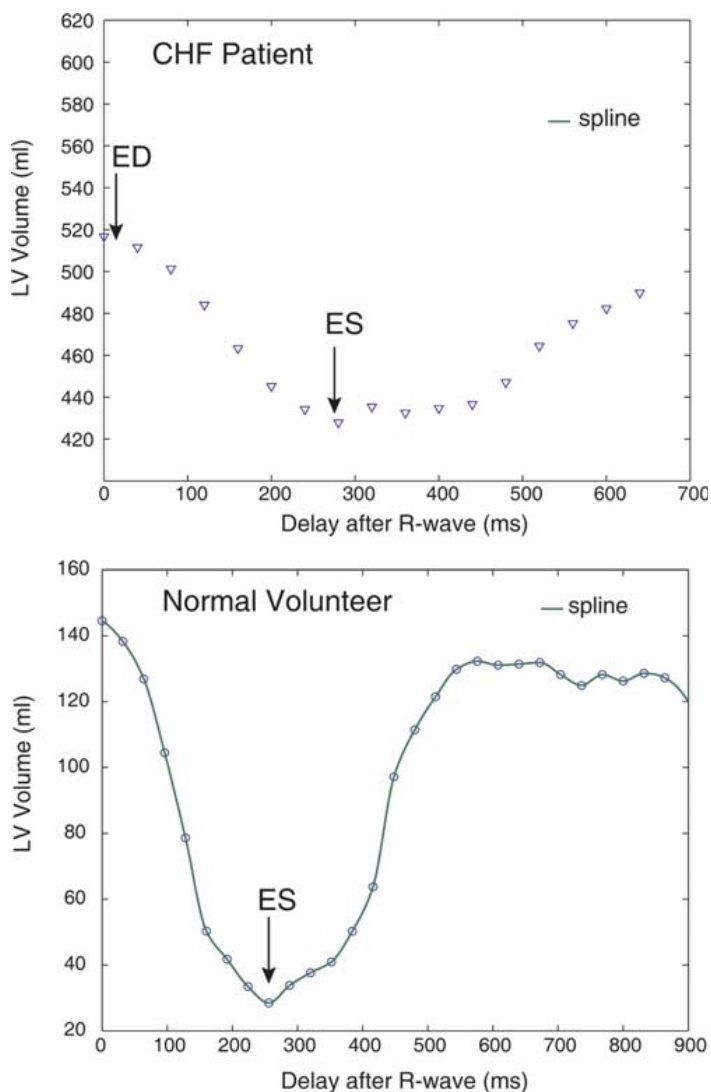 620
CHF Patient
600
580
spline
560
ED
540
520
500
ES
480
460
440
420
LV Volume (ml)
0 100 200 300 400 500 600 700
Delay after R-wave (ms)
160
Normal Volunteer
spline
140
120
100
80
ES
60
40
20
LV Volume (ml)
0 100 200 300 400 500 600 700 800 900
Delay after R-wave (ms)